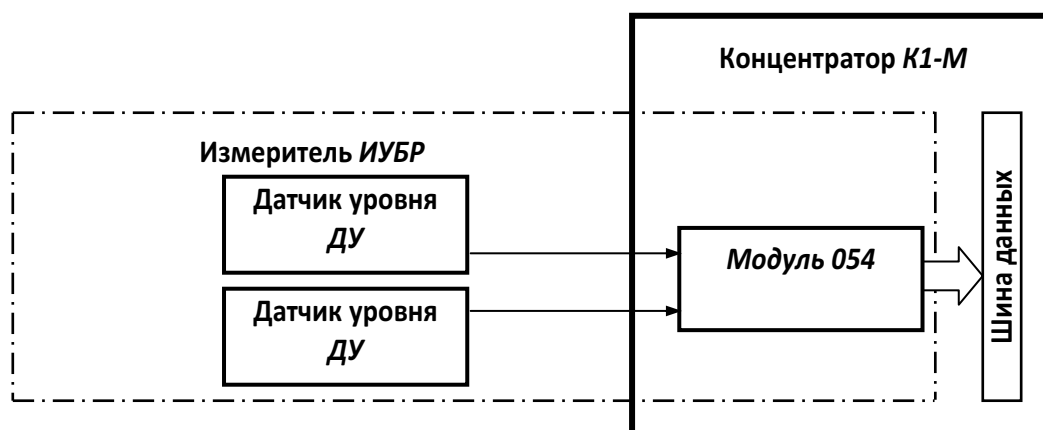 Концентратор К1-М
Измеритель ИУБР
Датчик уровня
ДУ
Модуль 054
Датчик уровня
ДУ
Шина данных